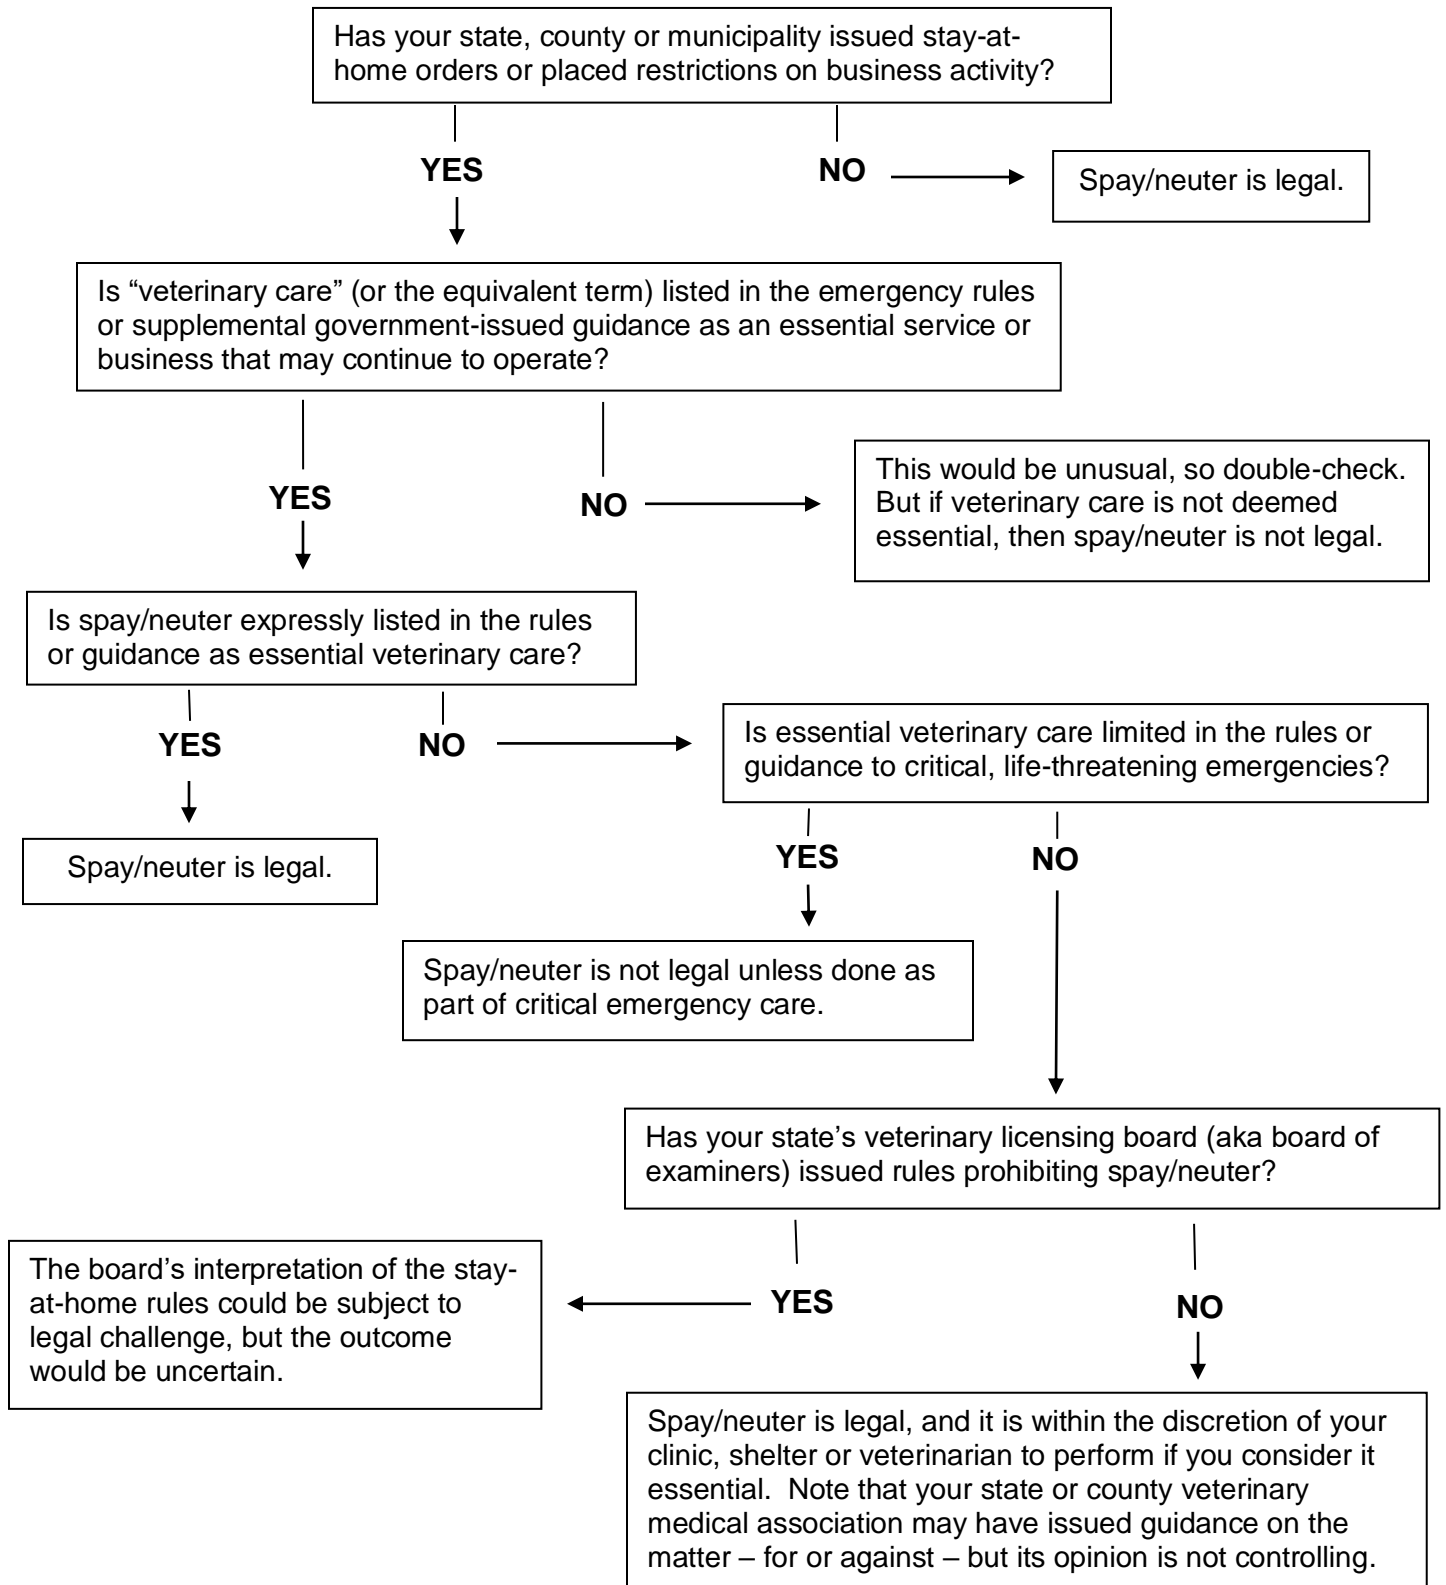 Has your state, county or municipality issued stay-at-
home orders or placed restrictions on business activity?
YES
NO
Spay/neuter is legal.
Is “veterinary care” (or the equivalent term) listed in the emergency rules
or supplemental government-issued guidance as an essential service or
business that may continue to operate?
YES
NO
This would be unusual, so double-check.
But if veterinary care is not deemed
essential, then spay/neuter is not legal.
Is spay/neuter expressly listed in the rules
or guidance as essential veterinary care?
YES
NO
Is essential veterinary care limited in the rules or
guidance to critical, life-threatening emergencies?
Spay/neuter is legal.
YES
NO
Spay/neuter is not legal unless done as
part of critical emergency care.
Has your state’s veterinary licensing board (aka board of
examiners) issued rules prohibiting spay/neuter?
The board’s interpretation of the stay-
at-home rules could be subject to
legal challenge, but the outcome
would be uncertain.
YES
NO
Spay/neuter is legal, and it is within the discretion of your
clinic, shelter or veterinarian to perform if you consider it
essential.  Note that your state or county veterinary
medical association may have issued guidance on the
matter – for or against – but its opinion is not controlling.